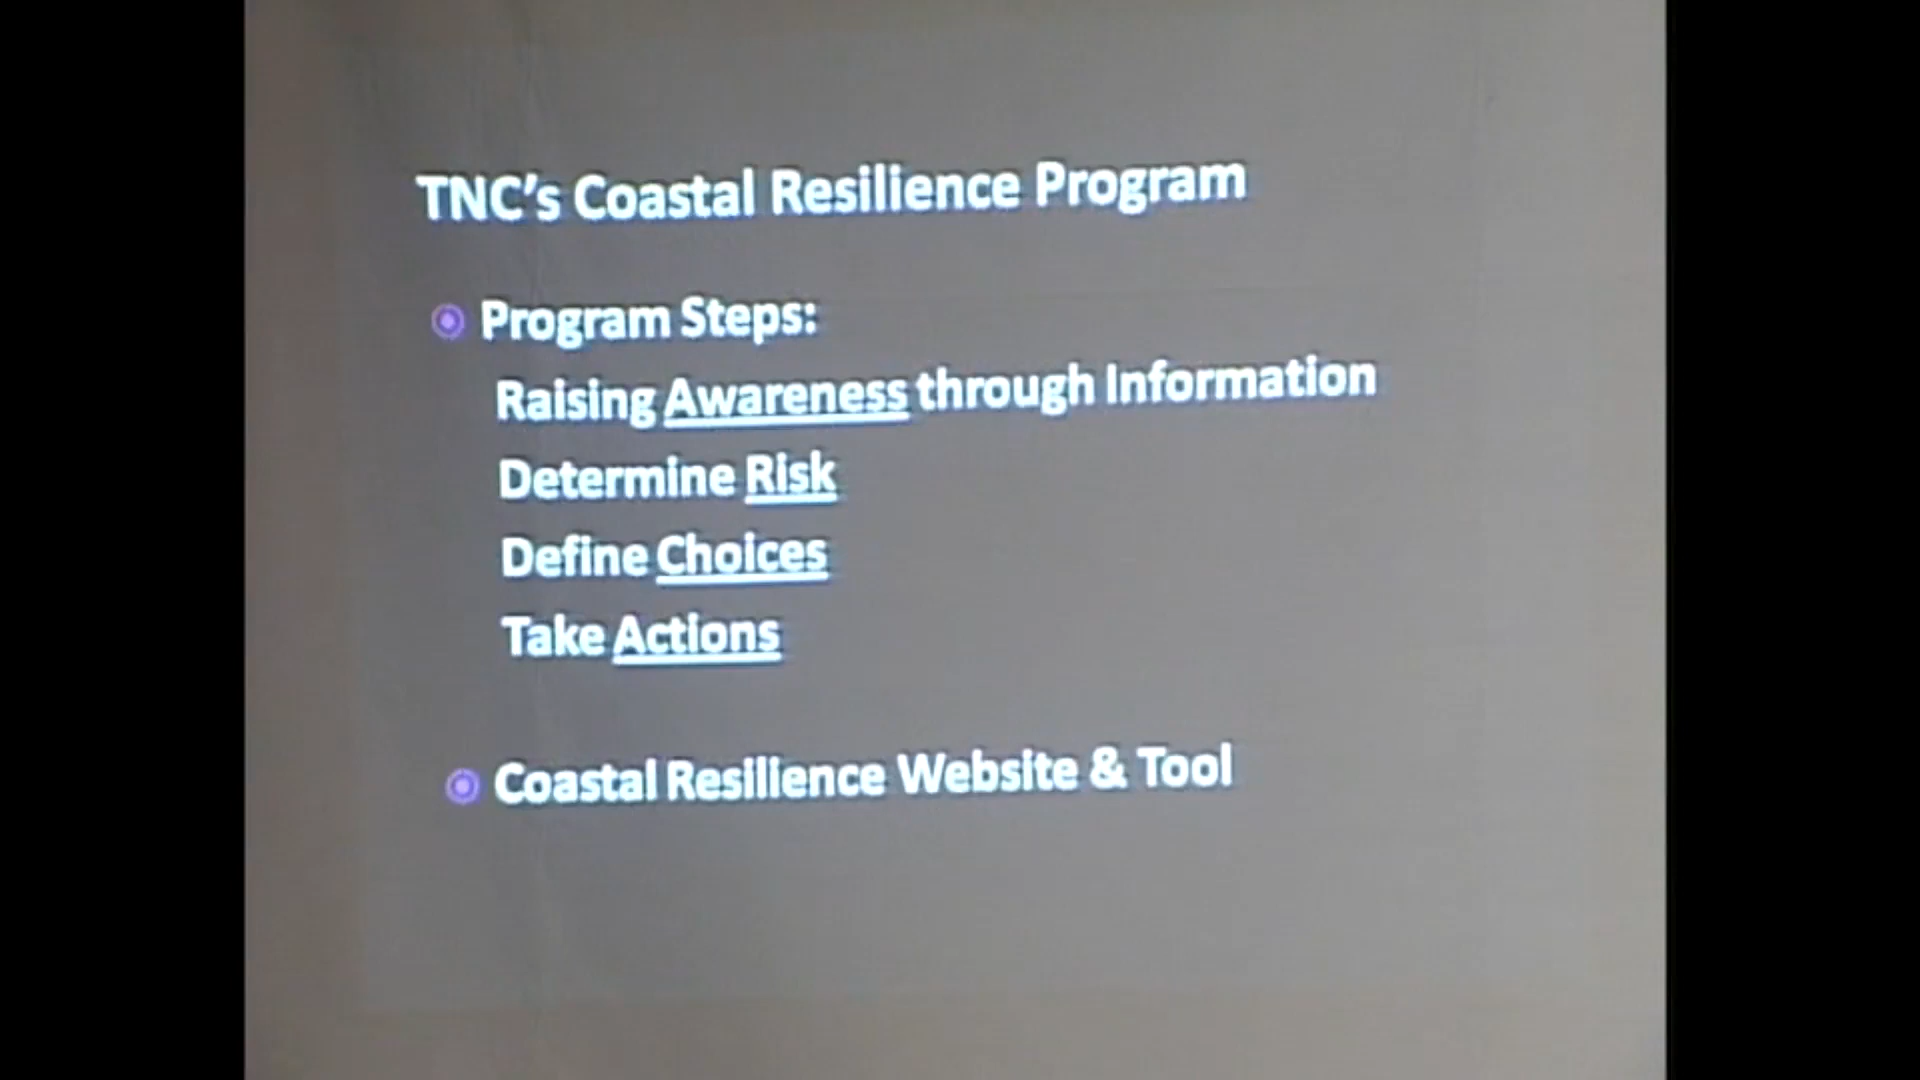 TNC's Coastal Resilience Program
Program Steps:
Raising Awareness through Information
Determine Risk
Define Choices
Take Actions
Coastal Resilience Website & Tool